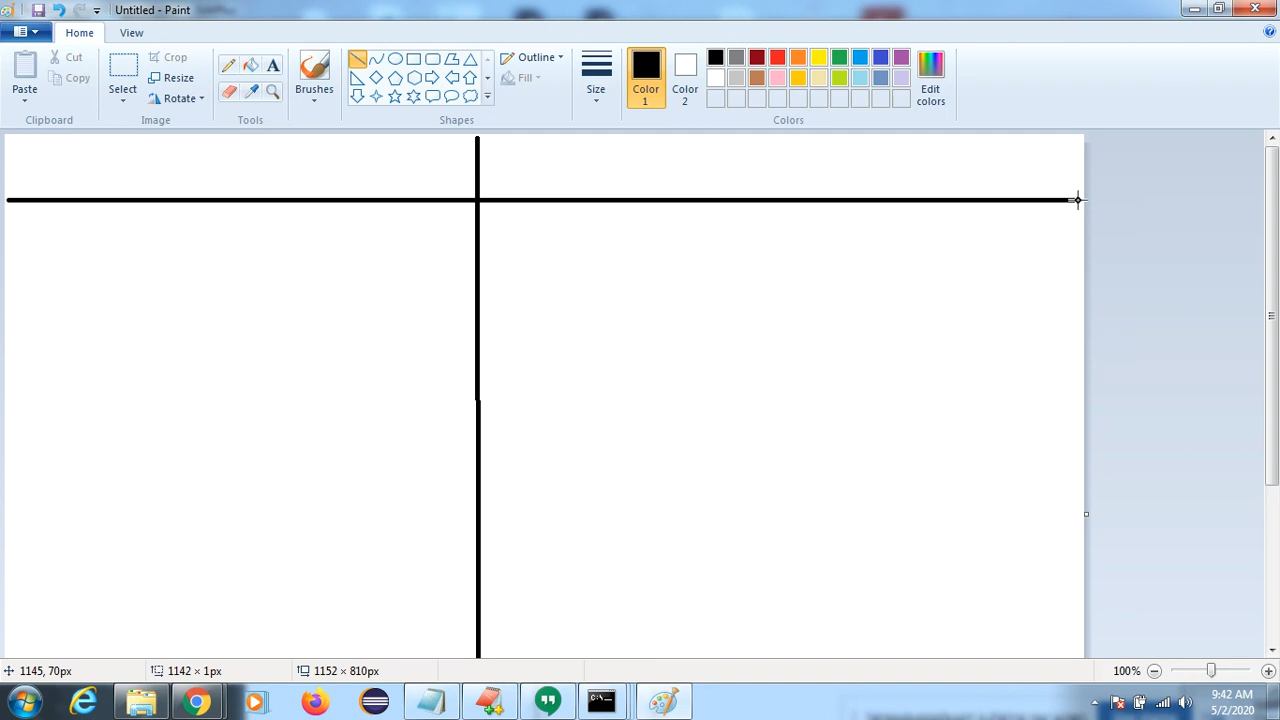 Untitled - Paint
Home
View
Paste
Cut
Copy
Clipboard
Select
Crop
Resize
Rotate
Image
A
Tools
Brushes
Outline
Fill
Shapes
Size
Color 1
Color 2
Edit colors
Colors
1145, 70px
1142 × 1px
1152 × 810px
100%
C:\_
9:42 AM
5/2/2020